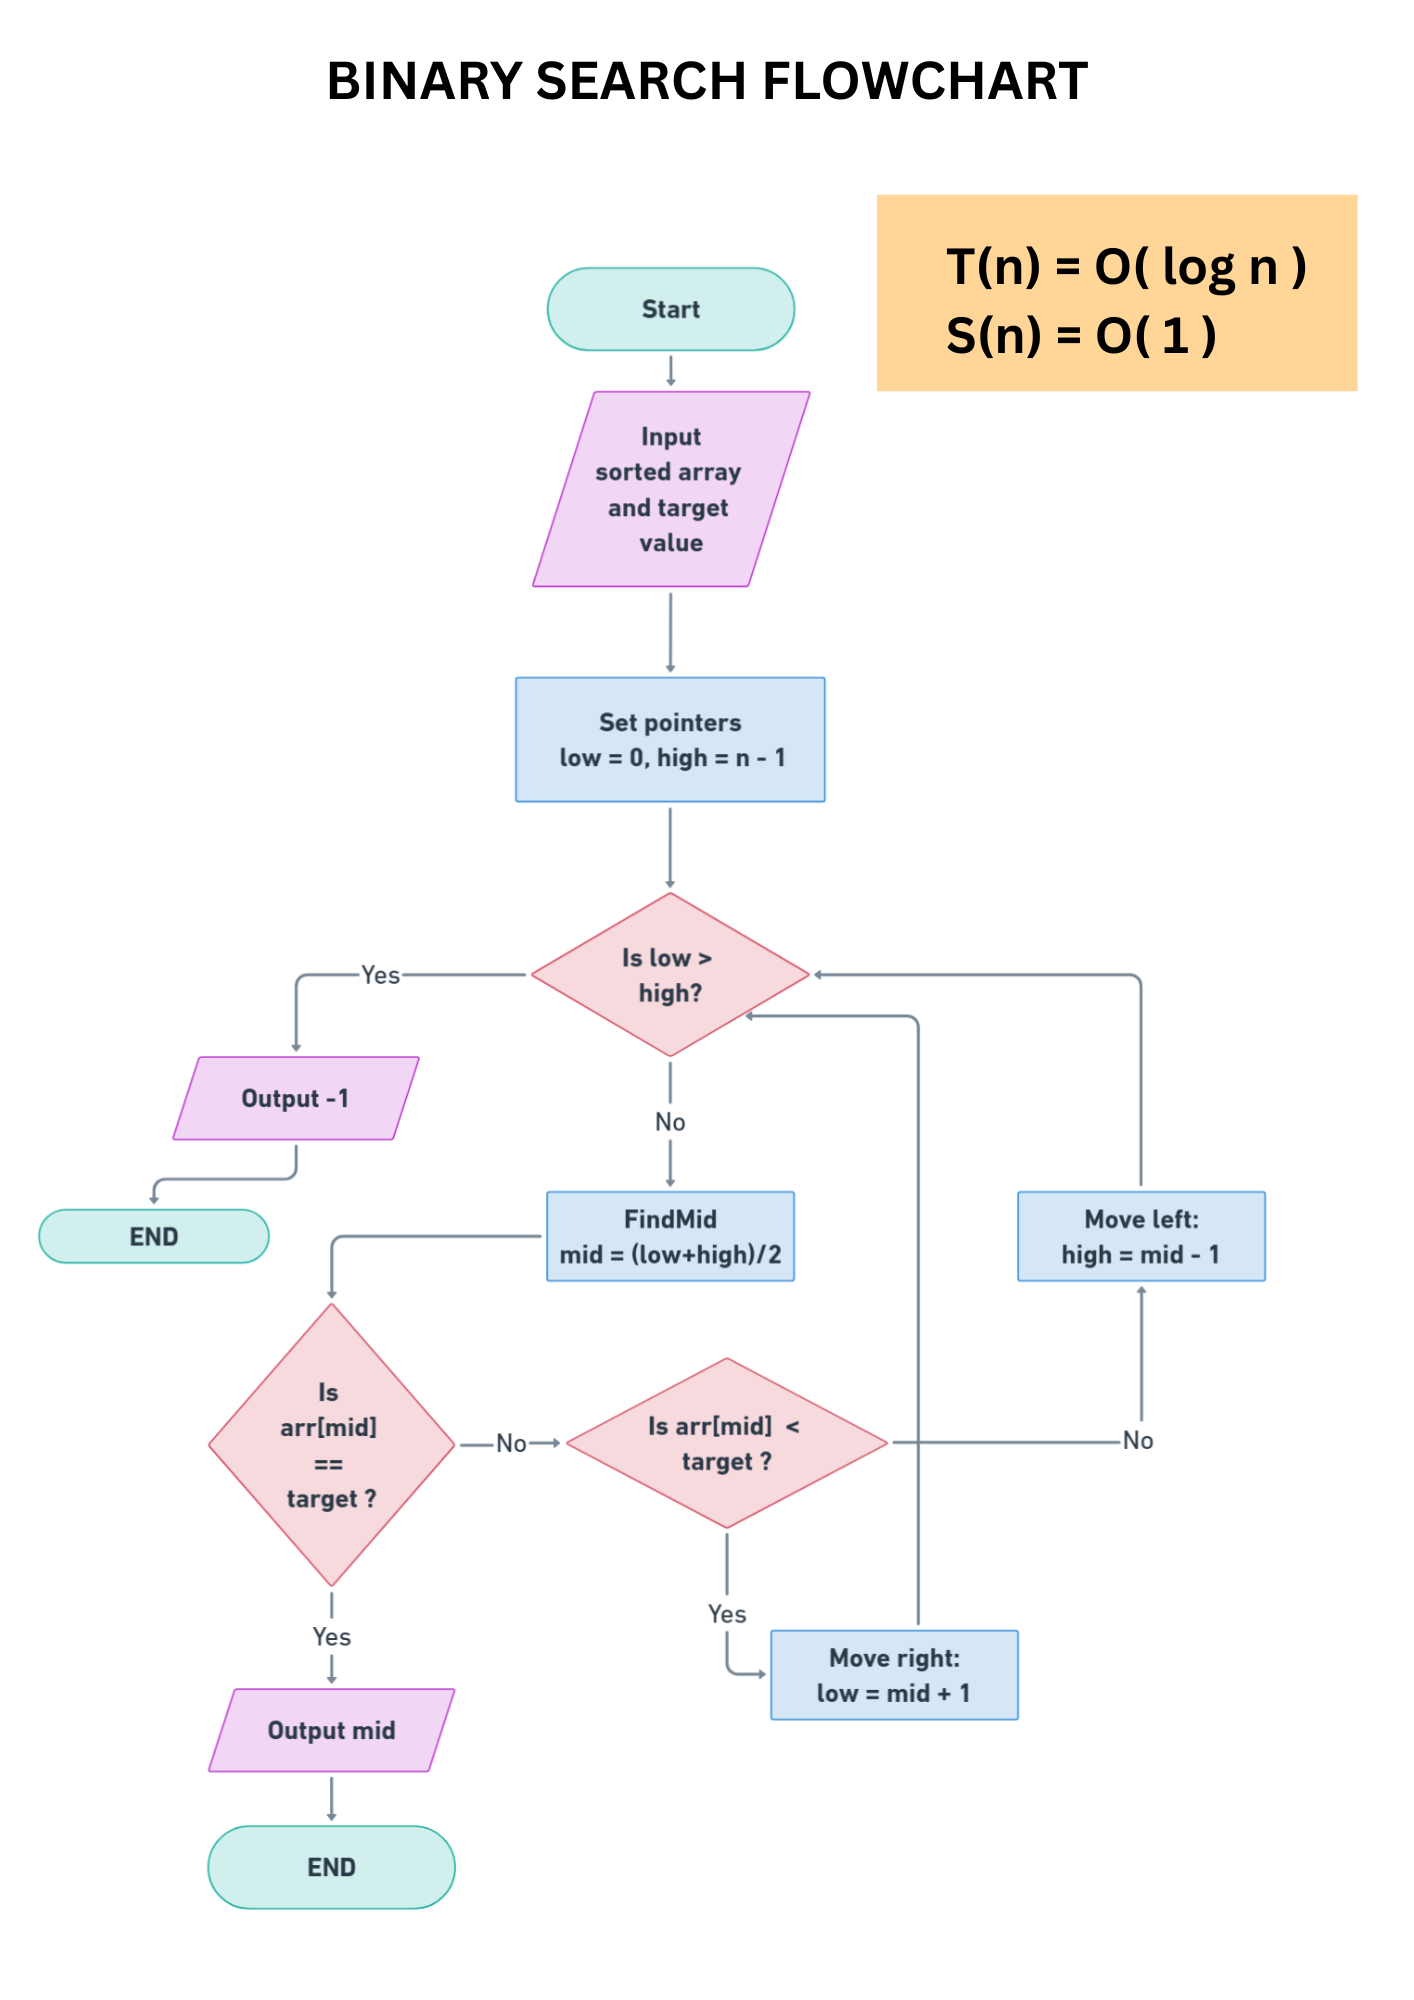 BINARY SEARCH FLOWCHART
T(n) = O( log n )
S(n) = O( 1 )
Start
Input
sorted array
and target
value
Set pointers
low = 0, high = n - 1
Is low >
high?
Yes
No
Output -1
END
FindMid
mid = (low+high)/2
Move left:
high = mid - 1
Is
arr[mid]
==
target ?
No
Is arr[mid] <
target ?
No
Yes
Yes
Move right:
low = mid + 1
Output mid
END